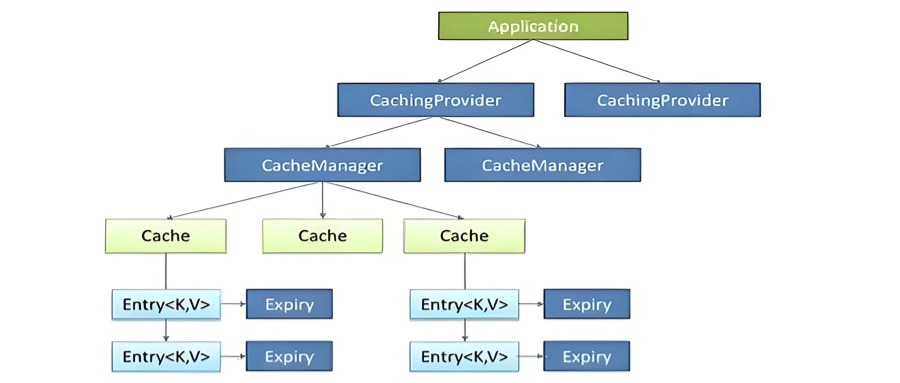 Application
CachingProvider
CachingProvider
CacheManager
CacheManager
Cache
Cache
Cache
Entry<K,V>
Expiry
Entry<K,V>
Expiry
Entry<K,V>
Expiry
Entry<K,V>
Expiry